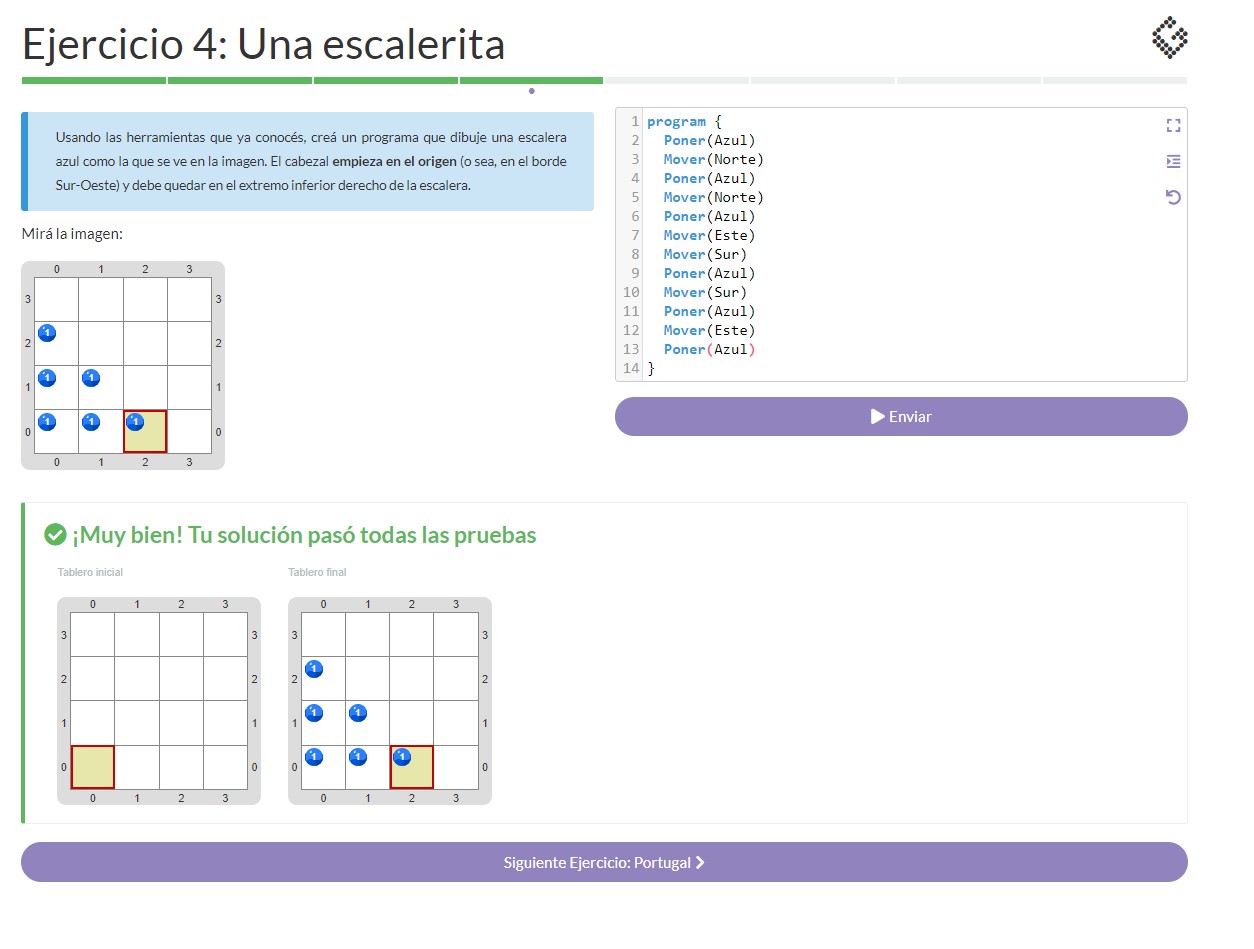 Ejercicio 4: Una escalerita
Usando las herramientas que ya conocés, creá un programa que dibuje una escalera
azul como la que se ve en la imagen. El cabezal empieza en el origen (o sea, en el borde
Sur-Oeste) y debe quedar en el extremo inferior derecho de la escalera.
Mirá la imagen:
0 1 2 3
3 3
2 1 2
1 1 1 1
0 1 1 1 0
0 1 2 3
1 program {
2 Poner(Azul)
3 Mover(Norte)
4 Poner(Azul)
5 Mover(Norte)
6 Poner(Azul)
7 Mover(Este)
8 Mover(Sur)
9 Poner(Azul)
10 Mover(Sur)
11 Poner(Azul)
12 Mover(Este)
13 Poner(Azul)
14 }
Enviar
¡Muy bien! Tu solución pasó todas las pruebas
Tablero inicial
0 1 2 3
3 3
2 2
1 1
0 0
0 1 2 3
Tablero final
0 1 2 3
3 3
2 1 2
1 1 1 1
0 1 1 1 0
0 1 2 3
Siguiente Ejercicio: Portugal